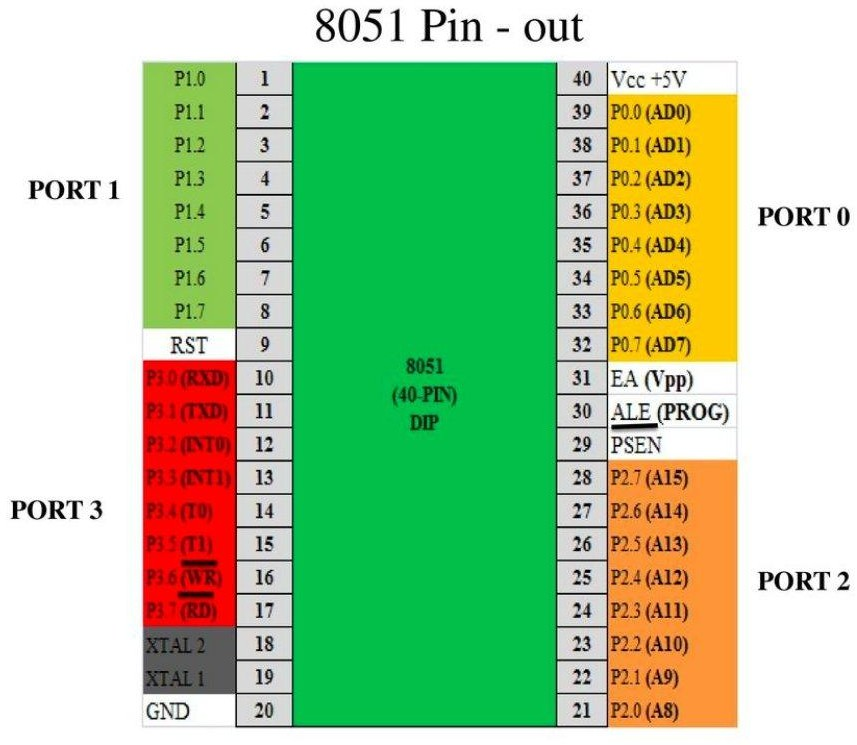 8051 Pin - out
P1.0 1 40 Vcc +5V
P1.1 2 39 P0.0 (AD0)
P1.2 3 38 P0.1 (AD1)
P1.3 4 37 P0.2 (AD2)
PORT 1
P1.4 5 36 P0.3 (AD3)
PORT 0
P1.5 6 35 P0.4 (AD4)
P1.6 7 34 P0.5 (AD5)
P1.7 8 33 P0.6 (AD6)
RST 9 32 P0.7 (AD7)
8051
(40-PIN)
DIP
P3.0 (RXD) 10 31 EA (Vpp)
P3.1 (TXD) 11 30 ALE (PROG)
P3.2 (INT0) 12 29 PSEN
P3.3 (INT1) 13 28 P2.7 (A15)
PORT 3
P3.4 (T0) 14 27 P2.6 (A14)
P3.5 (T1) 15 26 P2.5 (A13)
P3.6 (WR) 16 25 P2.4 (A12)
PORT 2
P3.7 (RD) 17 24 P2.3 (A11)
XTAL 2 18 23 P2.2 (A10)
XTAL 1 19 22 P2.1 (A9)
GND 20 21 P2.0 (A8)